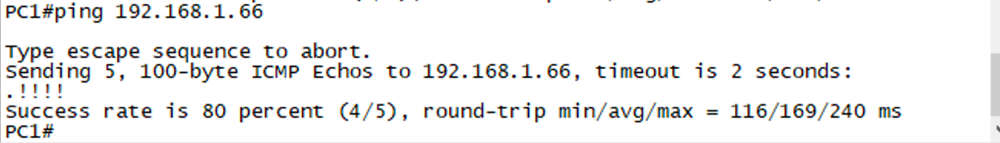 PC1#ping 192.168.1.66
Type escape sequence to abort.
Sending 5, 100-byte ICMP Echos to 192.168.1.66, timeout is 2 seconds:
.!!!!
Success rate is 80 percent (4/5), round-trip min/avg/max = 116/169/240 ms
PC1#